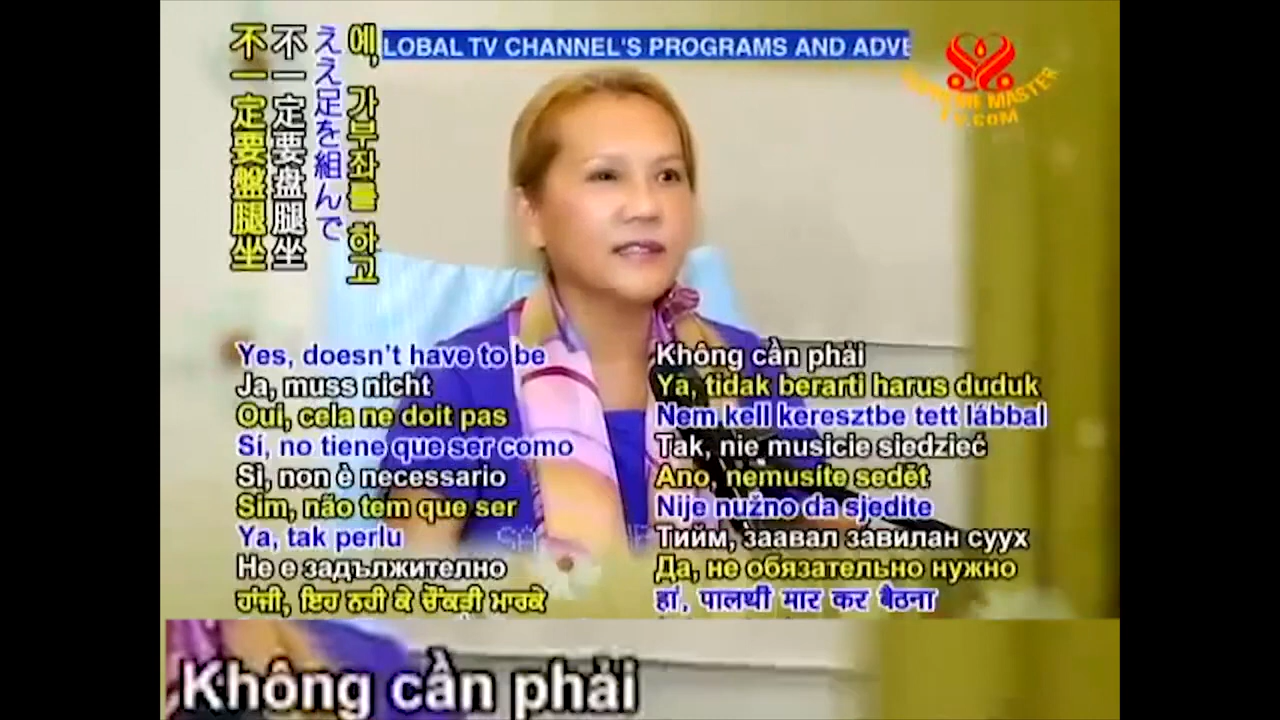 LOBAL TV CHANNEL'S PROGRAMS AND ADVE
SUPREME MASTER
TV.COM
예, 가부좌를 하고
ええ足を組んで
不一定要盘腿坐
不一定要盤腿坐
Yes, doesn't have to be
Ja, muss nicht
Oui, cela ne doit pas
Sí, no tiene que ser como
Sì, non è necessario
Sim, não tem que ser
Ya, tak perlu
Не е задължително
ਹਾਂਜੀ, ਇਹ ਨਹੀ ਕੇ ਚੌਂਕੜੀ ਮਾਰਕੇ
Không cần phải
Ya, tidak berarti harus duduk
Nem kell keresztbe tett lábbal
Tak, nie musicie siedzieć
Ano, nemusíte sedět
Nije nužno da sjedite
Тийм, заавал завилан суух
Да, не обязательно нужно
हां, पालथी मार कर बैठना
Không cần phải